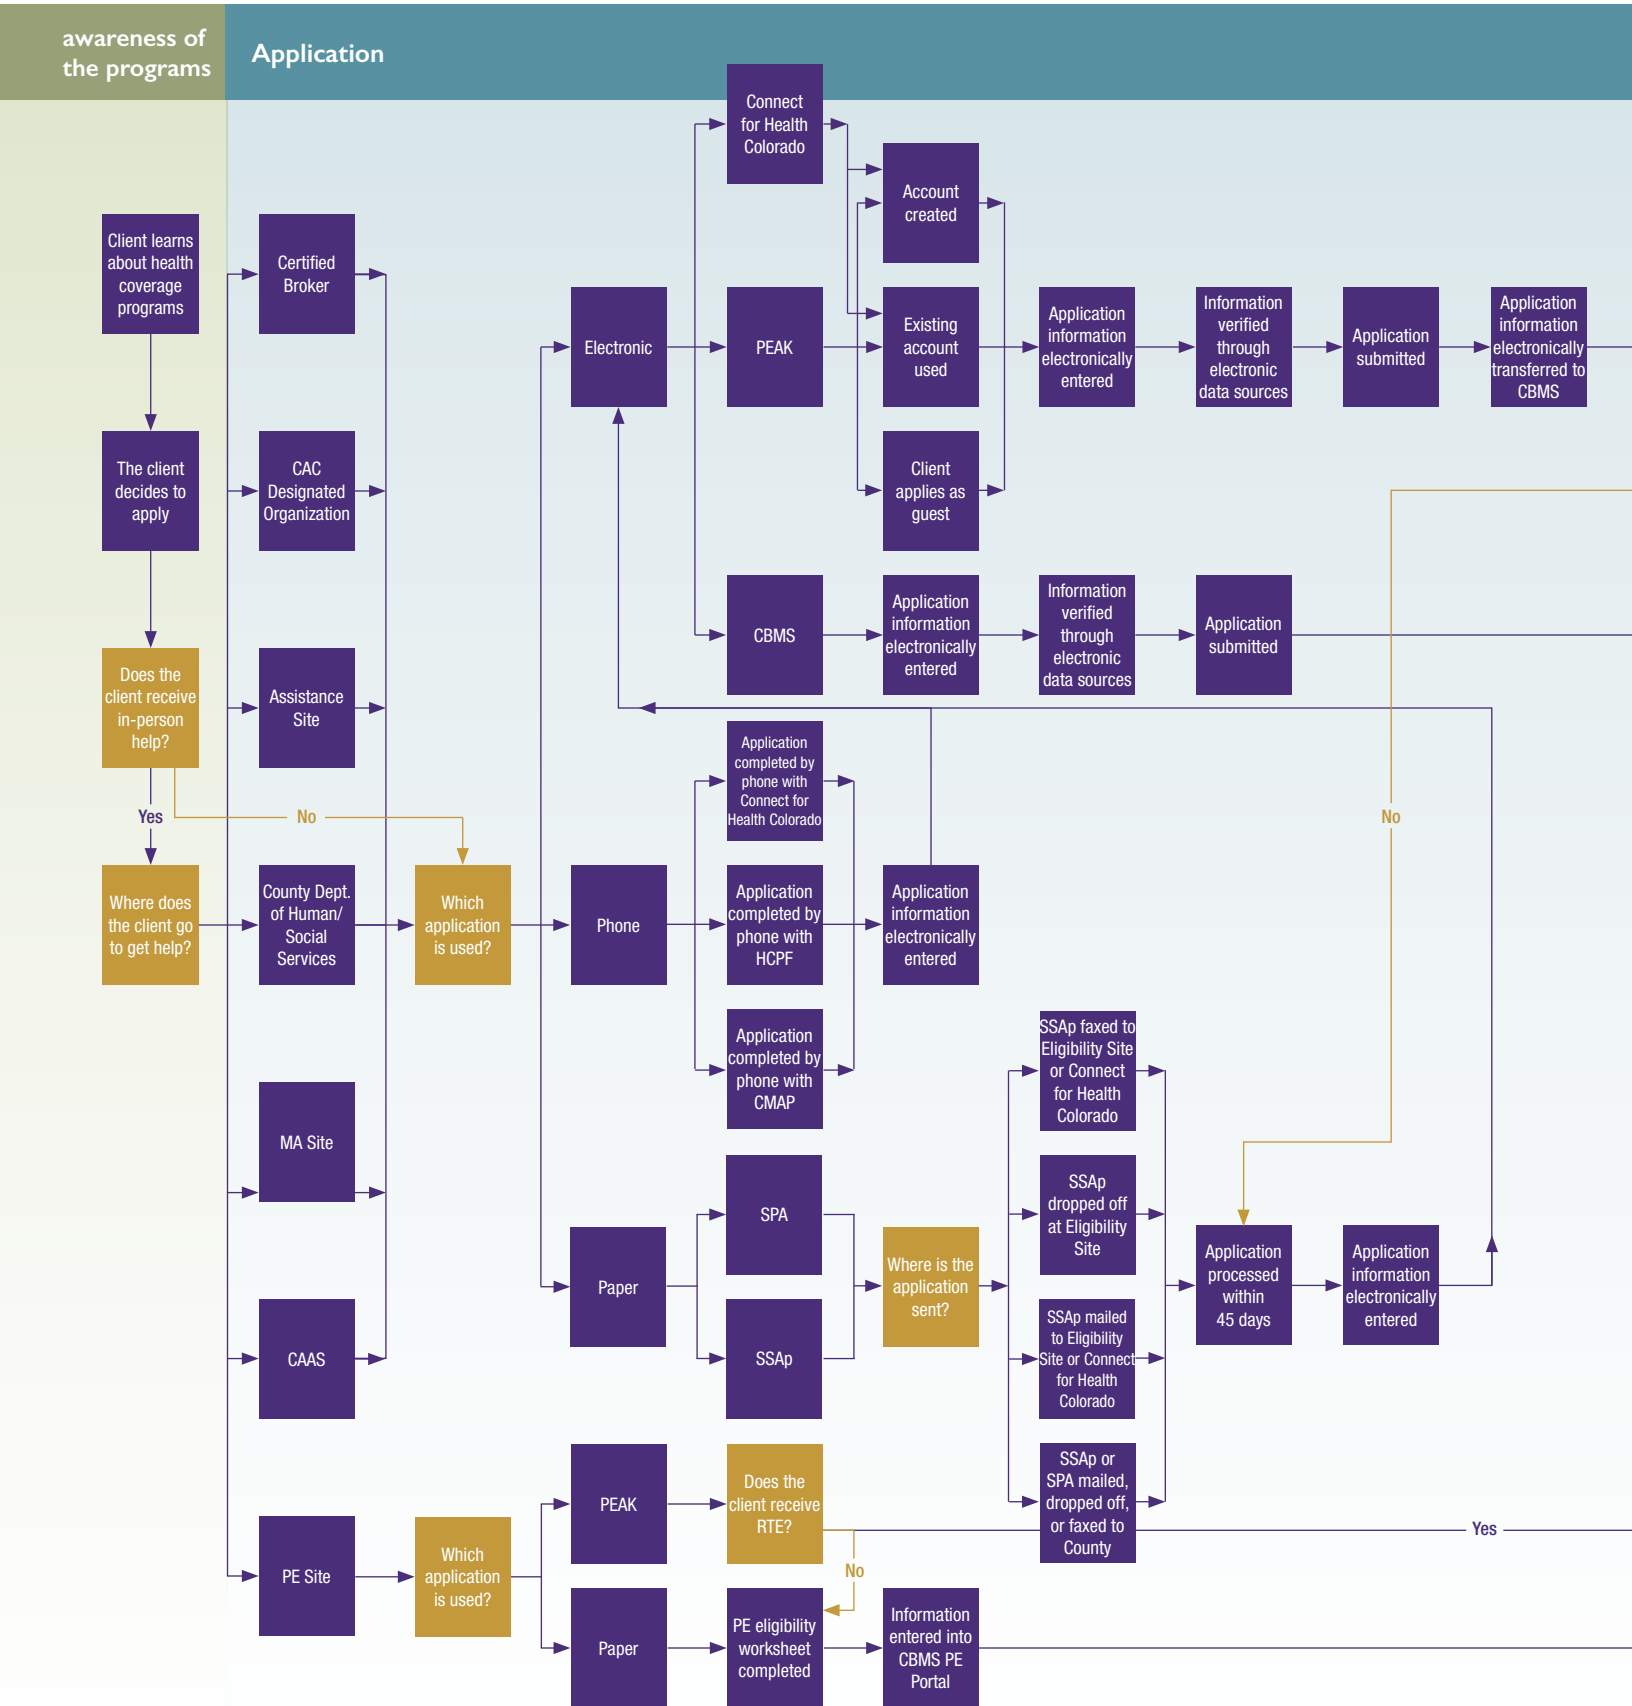 awareness of
the programs
Application
Client learns
about health
coverage
programs
The client
decides to
apply
Does the
client receive
in-person
help?
Yes
No
Where does
the client go
to get help?
Certified
Broker
CAC
Designated
Organization
Assistance
Site
County Dept.
of Human/
Social
Services
MA Site
CAAS
PE Site
Which
application
is used?
Which
application
is used?
Electronic
Phone
Paper
PEAK
Paper
Connect
for Health
Colorado
PEAK
CBMS
Application
completed by
phone with
Connect for
Health Colorado
Application
completed by
phone with
HCPF
Application
completed by
phone with
CMAP
SPA
SSAp
Does the
client receive
RTE?
No
Yes
PE eligibility
worksheet
completed
Account
created
Existing
account
used
Client
applies as
guest
Application
information
electronically
entered
Application
information
electronically
entered
Where is the
application
sent?
Information
entered into
CBMS PE
Portal
Application
information
electronically
entered
Information
verified
through
electronic
data sources
SSAp faxed to
Eligibility Site
or Connect
for Health
Colorado
SSAp
dropped off
at Eligibility
Site
SSAp mailed
to Eligibility
Site or Connect
for Health
Colorado
SSAp or
SPA mailed,
dropped off,
or faxed to
County
Information
verified
through
electronic
data sources
Application
submitted
Application
processed
within
45 days
Application
submitted
No
Application
information
electronically
entered
Application
information
electronically
transferred to
CBMS